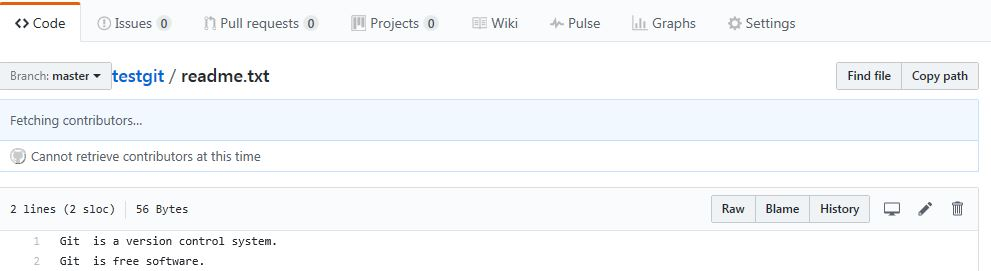 Code Issues 0 Pull requests 0 Projects 0 Wiki Pulse Graphs Settings
Branch: master testgit / readme.txt Find file Copy path
Fetching contributors…
Cannot retrieve contributors at this time
2 lines (2 sloc) 56 Bytes Raw Blame History
1 Git  is a version control system.
2 Git  is free software.